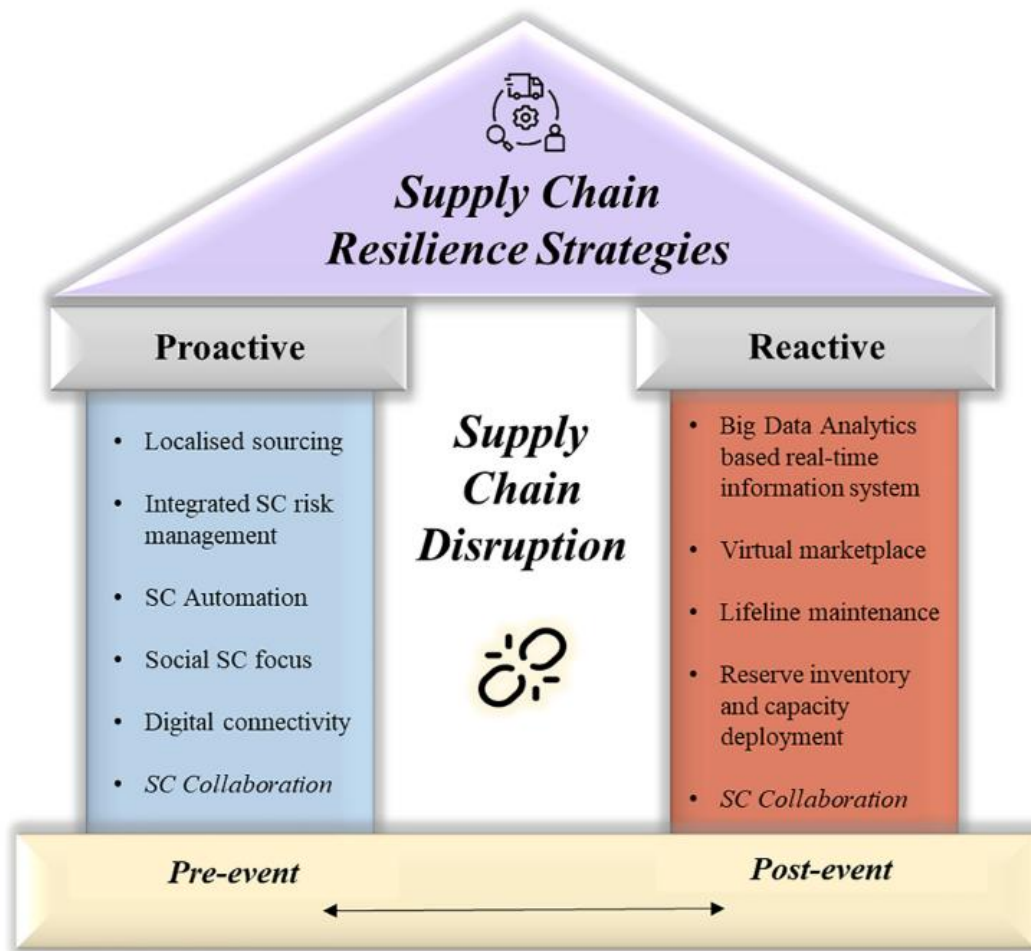 Supply Chain
Resilience Strategies
Proactive
• Localised sourcing
• Integrated SC risk
management
• SC Automation
• Social SC focus
• Digital connectivity
• SC Collaboration
Supply
Chain
Disruption
Reactive
• Big Data Analytics
based real-time
information system
• Virtual marketplace
• Lifeline maintenance
• Reserve inventory
and capacity
deployment
• SC Collaboration
Pre-event
Post-event